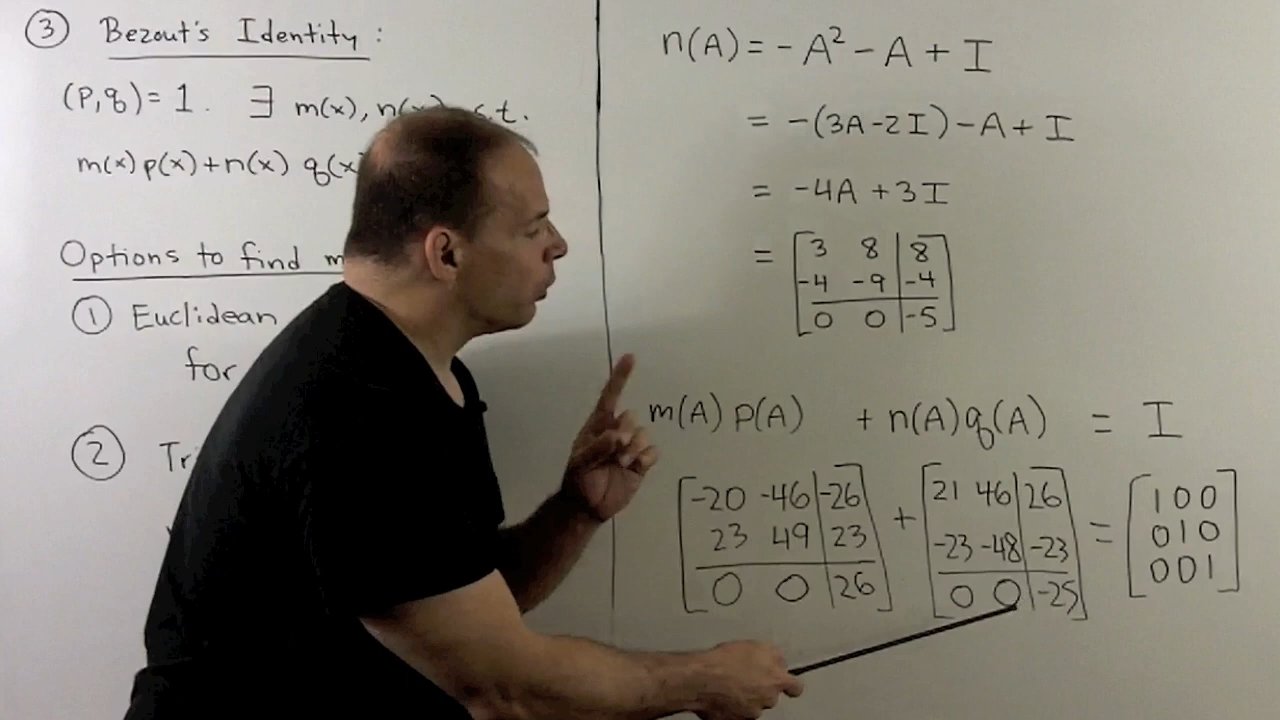 ③ Bezout's Identity :
(p,q) = 1. ∃ m(x), n(x) s.t.
m(x) p(x) + n(x) q(x
Options to find m
① Euclidean
for
②
n(A) = -A² - A + I
= -(3A-2I) - A + I
= -4A + 3I
= [3 8 | 8
-4 -9 | -4
0 0 | -5]
m(A) p(A) + n(A) q(A) = I
[-20 -46 | -26 + [21 46 | 26 = [1 0 0
23 49 | 23 -23 -48 | -23 0 1 0
0 0 | 26] 0 0 | -25] 0 0 1]